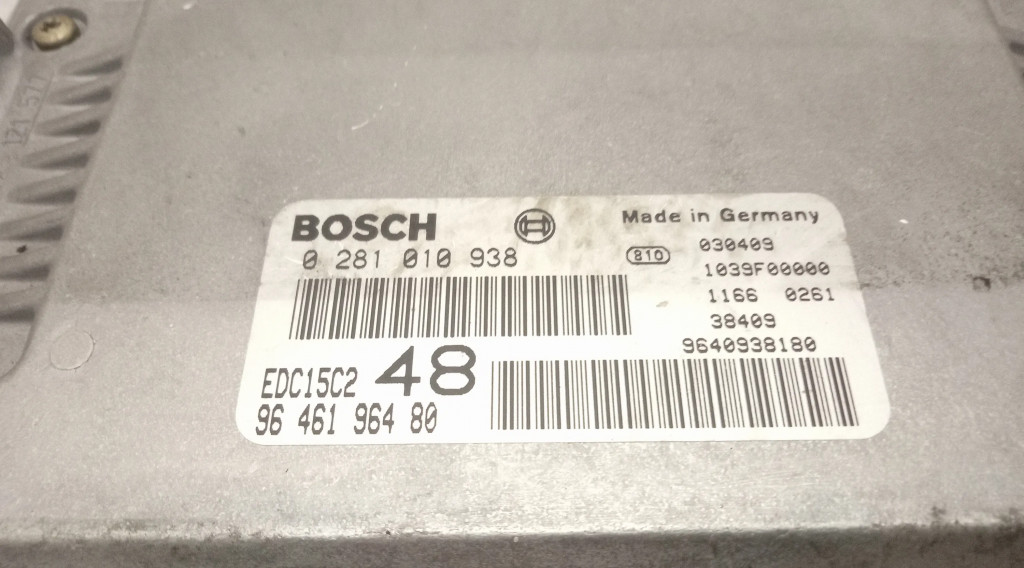 BOSCH
0 281 010 938
Made in Germany
810
030409
1039F00000
1166 0261
38409
9640938180
EDC15C2 48
96 461 964 80